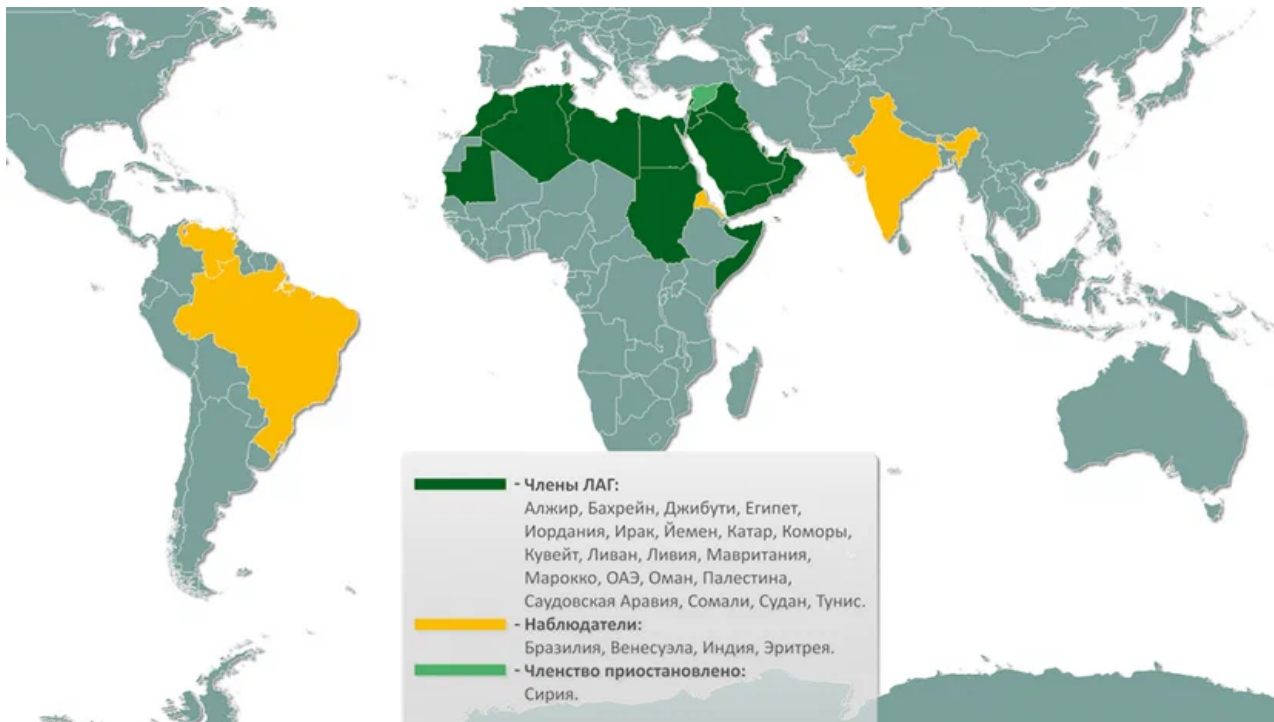 - Члены ЛАГ:
Алжир, Бахрейн, Джибути, Египет,
Иордания, Ирак, Йемен, Катар, Коморы,
Кувейт, Ливан, Ливия, Мавритания,
Марокко, ОАЭ, Оман, Палестина,
Саудовская Аравия, Сомали, Судан, Тунис.
- Наблюдатели:
Бразилия, Венесуэла, Индия, Эритрея.
- Членство приостановлено:
Сирия.